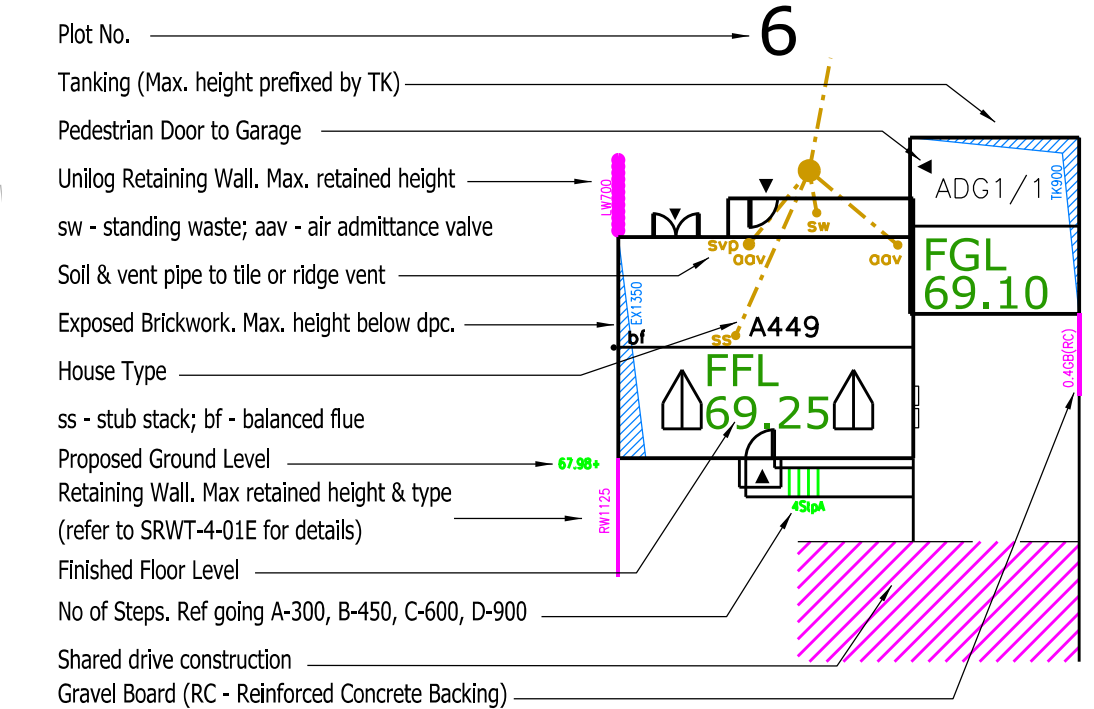 Plot No.
6
Tanking (Max. height prefixed by TK)
Pedestrian Door to Garage
Unilog Retaining Wall. Max. retained height
sw - standing waste; aav - air admittance valve
Soil & vent pipe to tile or ridge vent
Exposed Brickwork. Max. height below dpc.
House Type
ss - stub stack; bf - balanced flue
Proposed Ground Level
Retaining Wall. Max retained height & type
(refer to SRWT-4-01E for details)
Finished Floor Level
No of Steps. Ref going A-300, B-450, C-600, D-900
Shared drive construction
Gravel Board (RC - Reinforced Concrete Backing)
LW700
TK900
ADG1/1
sw
svp
aav
aav
FGL
69.10
EX1350
bf
ss
A449
FFL
69.25
0.4GB(RC)
67.98+
RW1125
4StpA